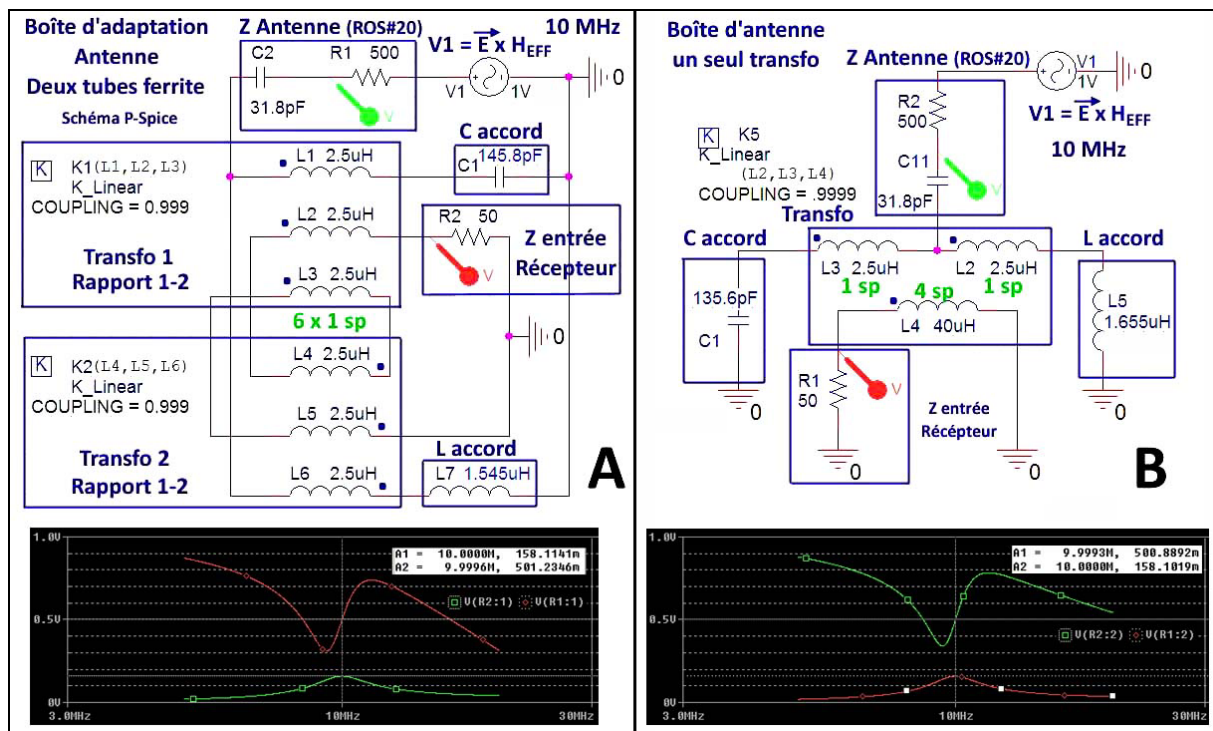 Boîte d'adaptation
Antenne
Deux tubes ferrite
Schéma P-Spice
Z Antenne (ROS#20)
10 MHz
C2
R1
500
31.8pF
V
V1 = E x HEFF
V1
1V
0
K
K1(L1, L2, L3)
K_Linear
COUPLING = 0.999
Transfo 1
Rapport 1-2
L1 2.5uH
C accord
C1
145.8pF
L2 2.5uH
R2 50
V
Z entrée
Récepteur
L3 2.5uH
6 x 1 sp
0
K
K2(L4, L5, L6)
K_Linear
COUPLING = 0.999
Transfo 2
Rapport 1-2
L4 2.5uH
L5 2.5uH
L6 2.5uH
L accord
L7 1.545uH
A
1.0V
0.5V
0V
3.0MHz
10MHz
30MHz
A1 = 10.0000M, 158.1141m
A2 = 9.9996M, 501.2346m
V(R2:1) V(R1:1)
Boîte d'antenne
un seul transfo
Z Antenne (ROS#20)
R2
500
C11
31.8pF
V
V1
1V
0
V1 = E x HEFF
10 MHz
K
K5
K_Linear
(L2, L3, L4)
COUPLING = .9999
Transfo
C accord
135.6pF
C1
0
L3 2.5uH
1 sp
L2 2.5uH
1 sp
4 sp
L4 40uH
L accord
L5
1.655uH
0
R1
50
V
0
Z entrée
Récépteur
0
B
1.0V
0.5V
0V
3.0MHz
10MHz
30MHz
A1 = 9.9993M, 500.8892m
A2 = 10.0000M, 158.1019m
V(R2:2) V(R1:2)